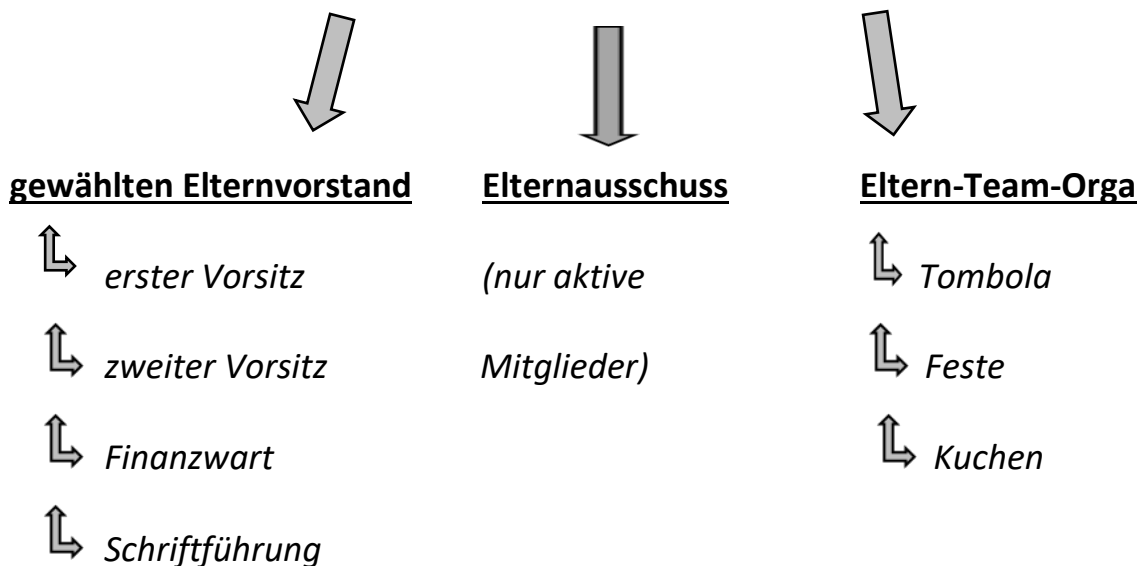 gewählten Elternvorstand Elternausschuss Eltern-Team-Orga
erster Vorsitz (nur aktive Tombola
zweiter Vorsitz Mitglieder) Feste
Finanzwart Kuchen
Schriftführung